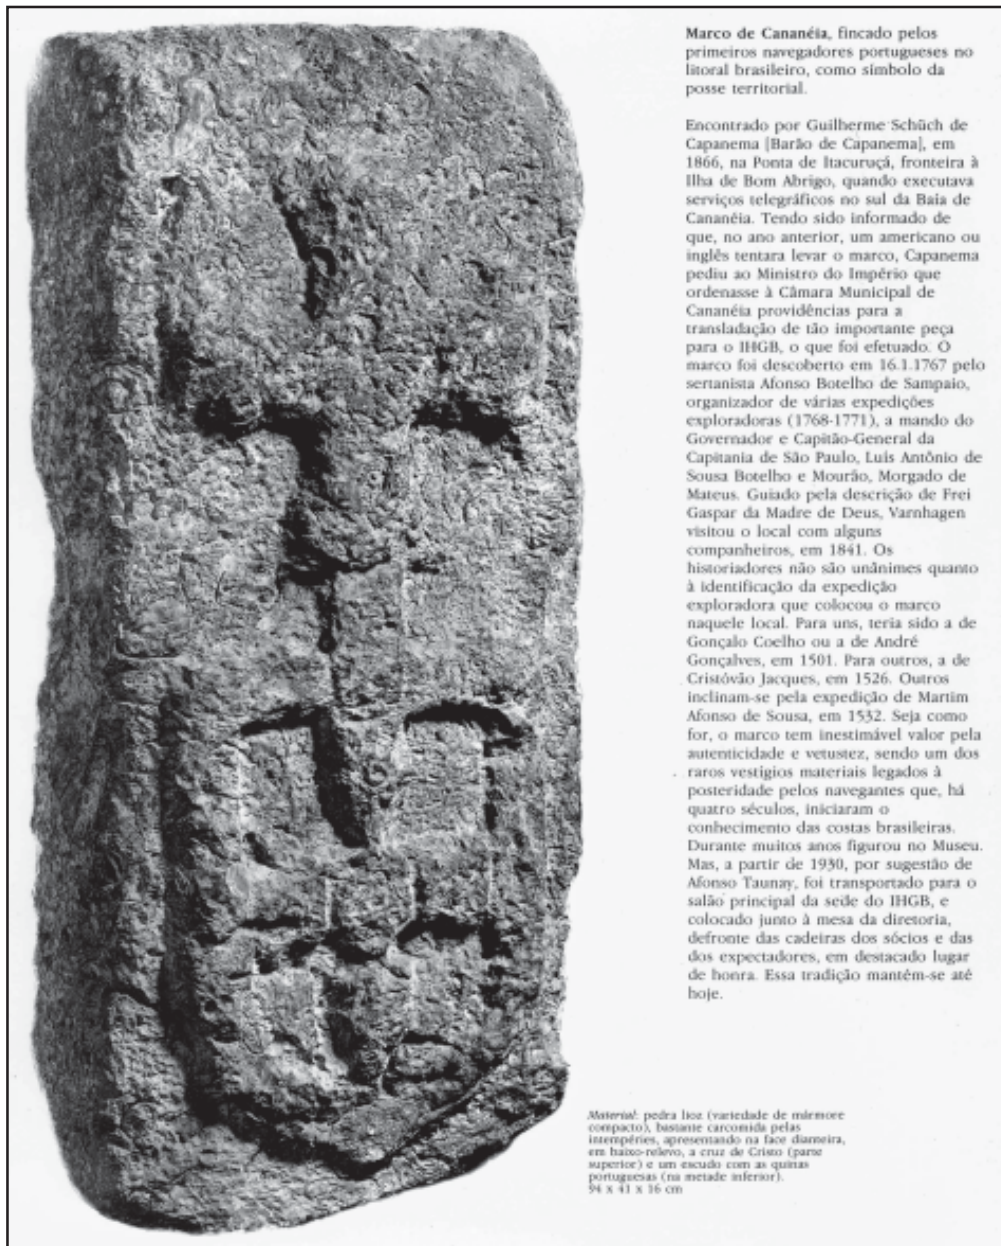 Marco de Cananéia, fincado pelos
primeiros navegadores portugueses no
litoral brasileiro, como símbolo da
posse territorial.
Encontrado por Guilherme Schüch de
Capanema [Barão de Capanema], em
1866, na Ponta de Itacuruçá, fronteira à
Ilha de Bom Abrigo, quando executava
serviços telegráficos no sul da Baia de
Cananéia. Tendo sido informado de
que, no ano anterior, um americano ou
inglês tentara levar o marco, Capanema
pediu ao Ministro do Império que
ordenasse à Câmara Municipal de
Cananéia providências para a
transladação de tão importante peça
para o IHGB, o que foi efetuado. O
marco foi descoberto em 16.1.1767 pelo
sertanista Afonso Botelho de Sampaio,
organizador de várias expedições
exploradoras (1768-1771), a mando do
Governador e Capitão-General da
Capitania de São Paulo, Luís Antônio de
Sousa Botelho e Mourão, Morgado de
Mateus. Guiado pela descrição de Frei
Gaspar da Madre de Deus, Varnhagen
visitou o local com alguns
companheiros, em 1841. Os
historiadores não são unânimes quanto
à identificação da expedição
exploradora que colocou o marco
naquele local. Para uns, teria sido a de
Gonçalo Coelho ou a de André
Gonçalves, em 1501. Para outros, a de
Cristóvão Jacques, em 1526. Outros
inclinam-se pela expedição de Martim
Afonso de Sousa, em 1532. Seja como
for, o marco tem inestimável valor pela
autenticidade e vetustez, sendo um dos
raros vestígios materiais legados à
posteridade pelos navegantes que, há
quatro séculos, iniciaram o
conhecimento das costas brasileiras.
Durante muitos anos figurou no Museu.
Mas, a partir de 1930, por sugestão de
Afonso Taunay, foi transportado para o
salão principal da sede do IHGB, e
colocado junto à mesa da diretoria,
defronte das cadeiras dos sócios e das
dos expectadores, em destacado lugar
de honra. Essa tradição mantém-se até
hoje.
Material: pedra lioz (variedade de mármore
compacto), bastante carcomida pelas
intempéries, apresentando na face dianteira,
em baixo-relevo, a cruz de Cristo (parte
superior) e um escudo com as quinas
portuguesas (na metade inferior).
94 x 41 x 16 cm